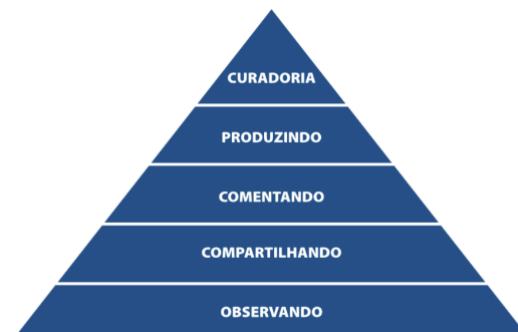 CURADORIA
PRODUZINDO
COMENTANDO
COMPARTILHANDO
OBSERVANDO